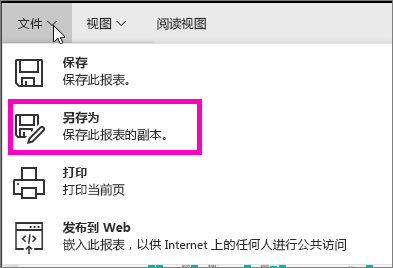 文件 视图 阅读视图
保存
保存此报表。
另存为
保存此报表的副本。
打印
打印当前页
发布到 Web
嵌入此报表，以供 Internet 上的任何人进行公共访问